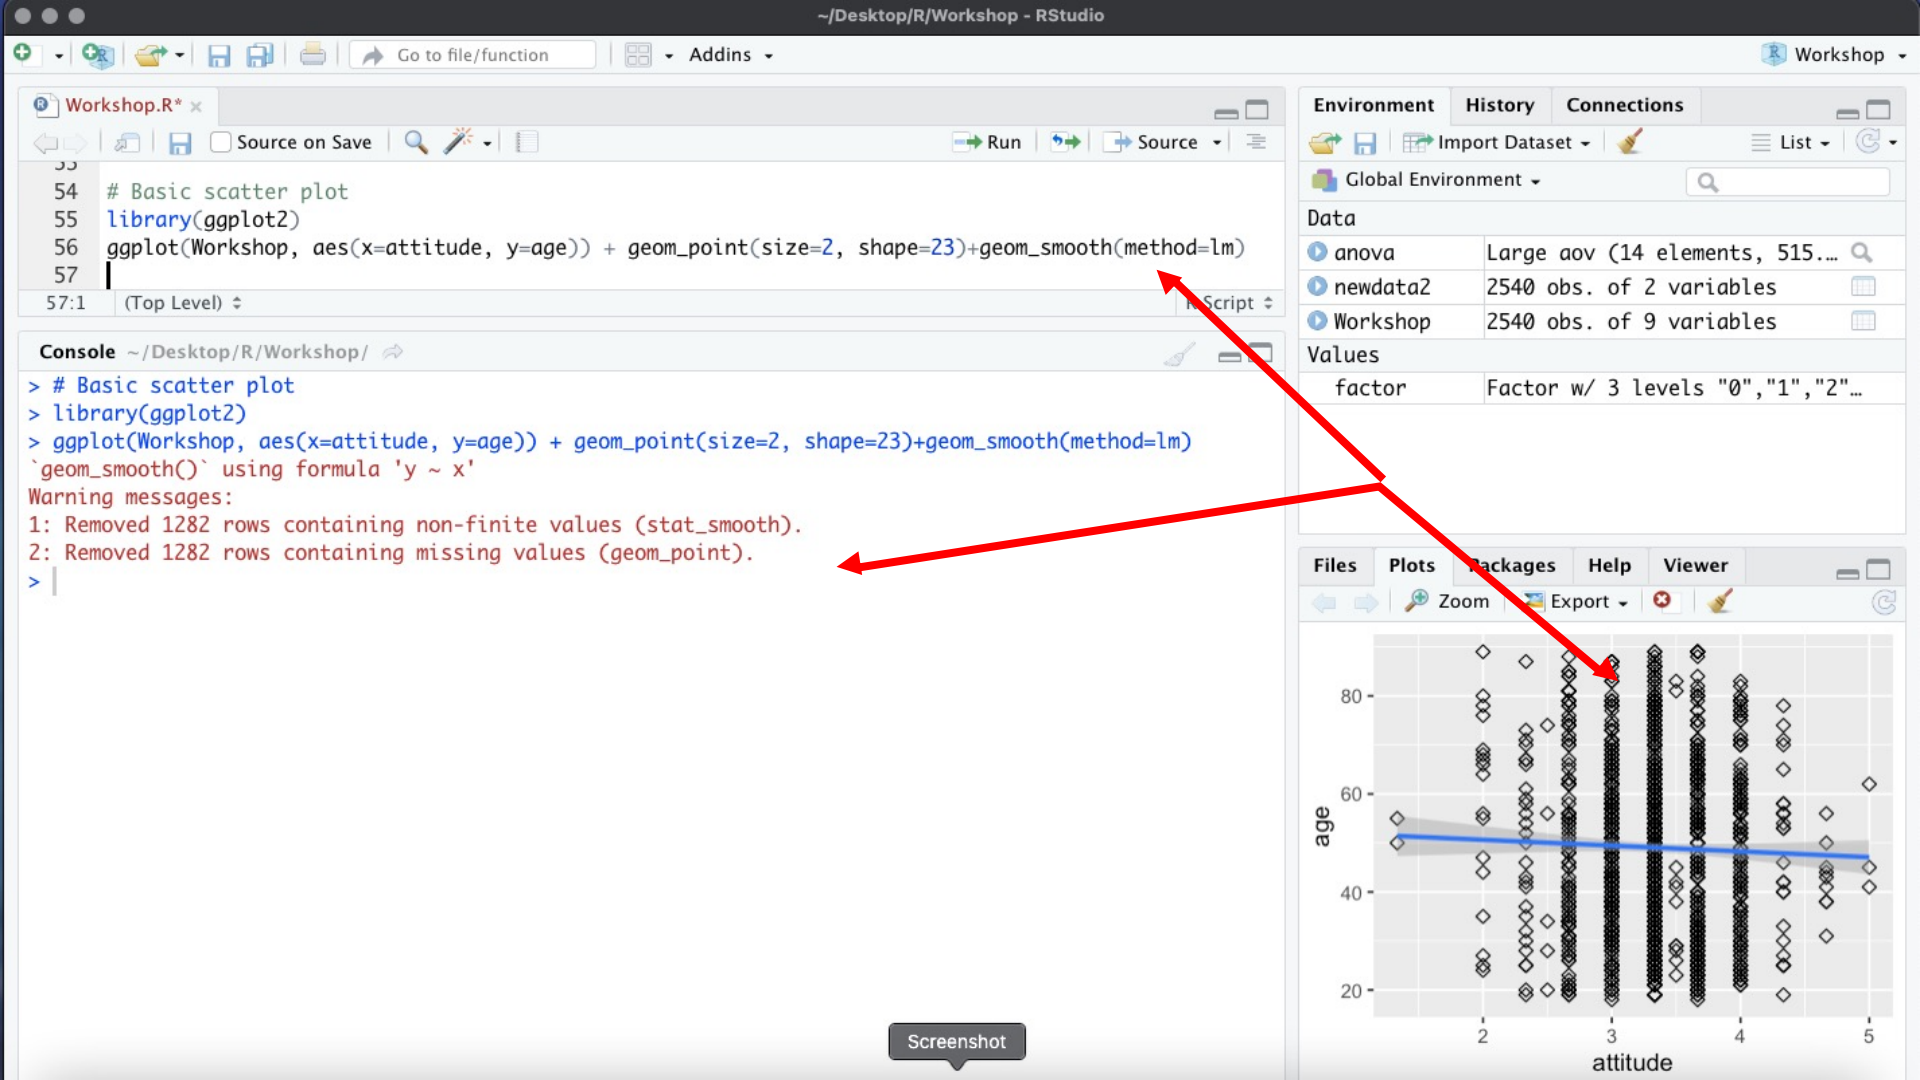 ~/Desktop/R/Workshop - RStudio
Go to file/function
Addins
Workshop
Workshop.R*
Source on Save
Run
Source
54 # Basic scatter plot
55 library(ggplot2)
56 ggplot(Workshop, aes(x=attitude, y=age)) + geom_point(size=2, shape=23)+geom_smooth(method=lm)
57
57:1 (Top Level) Script
Console ~/Desktop/R/Workshop/
> # Basic scatter plot
> library(ggplot2)
> ggplot(Workshop, aes(x=attitude, y=age)) + geom_point(size=2, shape=23)+geom_smooth(method=lm)
`geom_smooth()` using formula 'y ~ x'
Warning messages:
1: Removed 1282 rows containing non-finite values (stat_smooth).
2: Removed 1282 rows containing missing values (geom_point).
>
Environment History Connections
Import Dataset List
Global Environment
Data
anova Large aov (14 elements, 515.…
newdata2 2540 obs. of 2 variables
Workshop 2540 obs. of 9 variables
Values
factor Factor w/ 3 levels "0","1","2"…
Files Plots Packages Help Viewer
Zoom Export
80
60
40
20
age
2 3 4 5
attitude
Screenshot